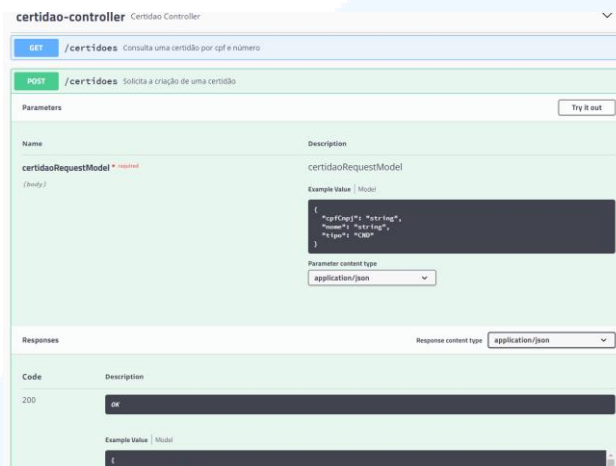 certidao-controller Certidao Controller
GET /certidoes Consulta uma certidão por cpf e número
POST /certidoes Solicita a criação de uma certidão
Parameters Try it out
Name Description
certidaoRequestModel * required certidaoRequestModel
(body)
Example Value | Model
{
"cpfCnpj": "string",
"nome": "string",
"tipo": "CND"
}
Parameter content type
application/json
Responses Response content type application/json
Code Description
200 OK
Example Value | Model
{